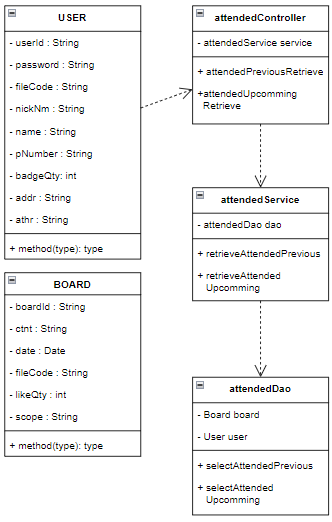 USER
- userId : String
- password : String
- fileCode : String
- nickNm : String
- name : String
- pNumber : String
- badgeQty: int
- addr : String
- athr : String
+ method(type): type
BOARD
- boardId : String
- ctnt : String
- date : Date
- fileCode : String
- likeQty : int
- scope : String
+ method(type): type
attendedController
- attendedService service
+ attendedPreviousRetrieve
+attendedUpcomming
Retrieve
attendedService
- attendedDao dao
+ retrieveAttendedPrevious
+ retrieveAttended
Upcomming
attendedDao
- Board board
- User user
+ selectAttendedPrevious
+ selectAttended
Upcomming